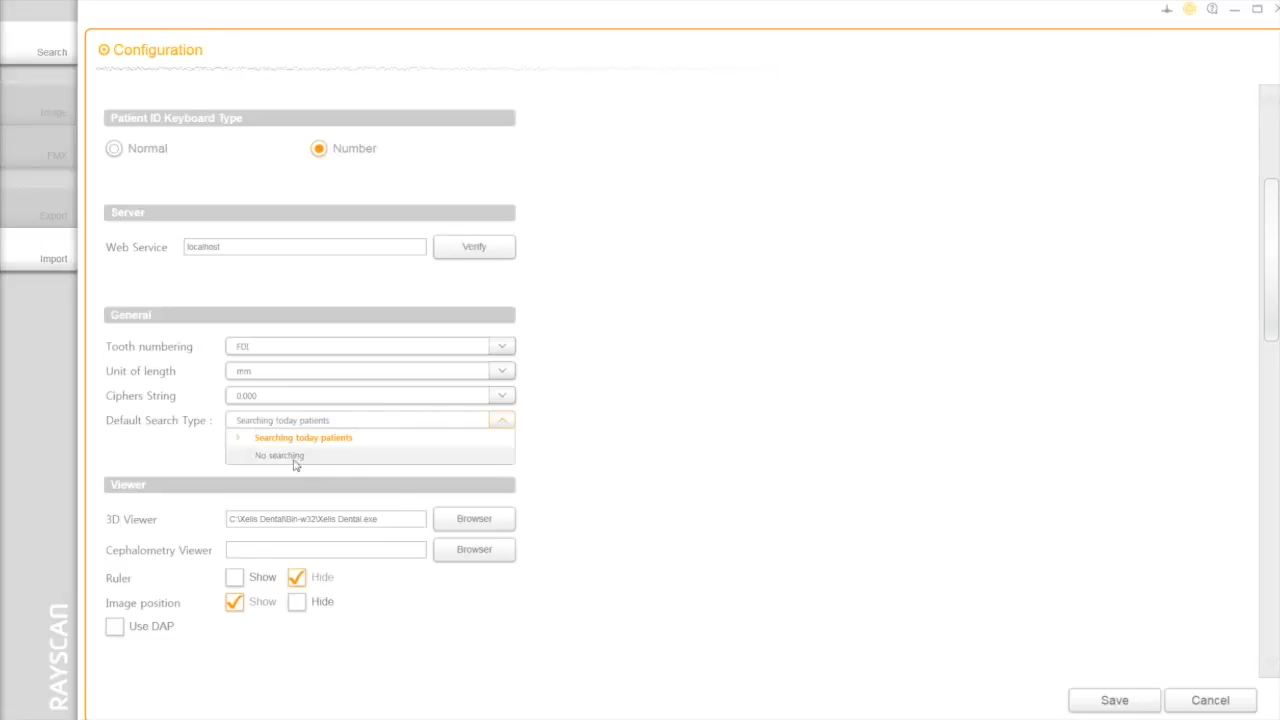 Search
Image
FMX
Export
Import
RAYSCAN
Configuration
Patient ID Keyboard Type
Normal
Number
Server
Web Service
localhost
Verify
General
Tooth numbering
FDI
Unit of length
mm
Ciphers String
0.000
Default Search Type :
Searching today patients
Searching today patients
No searching
Viewer
3D Viewer
C:\Xelis Dental\Bin-w32\Xelis Dental.exe
Browser
Cephalometry Viewer
Browser
Ruler
Show
Hide
Image position
Show
Hide
Use DAP
Save
Cancel